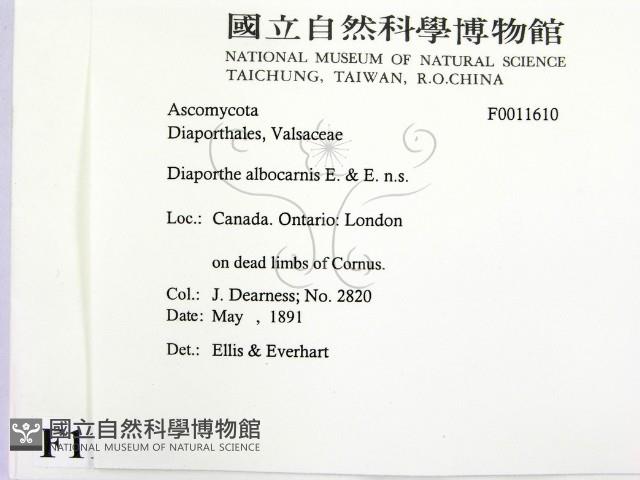 國立自然科學博物館
NATIONAL MUSEUM OF NATURAL SCIENCE
TAICHUNG, TAIWAN, R.O.CHINA
Ascomycota F0011610
Diaporthales, Valsaceae
Diaporthe albocarnis E. & E. n.s.
Loc.: Canada. Ontario: London
on dead limbs of Cornus.
Col.: J. Dearness; No. 2820
Date: May , 1891
Det.: Ellis & Everhart
國立自然科學博物館
NATIONAL MUSEUM OF NATURAL SCIENCE
F1